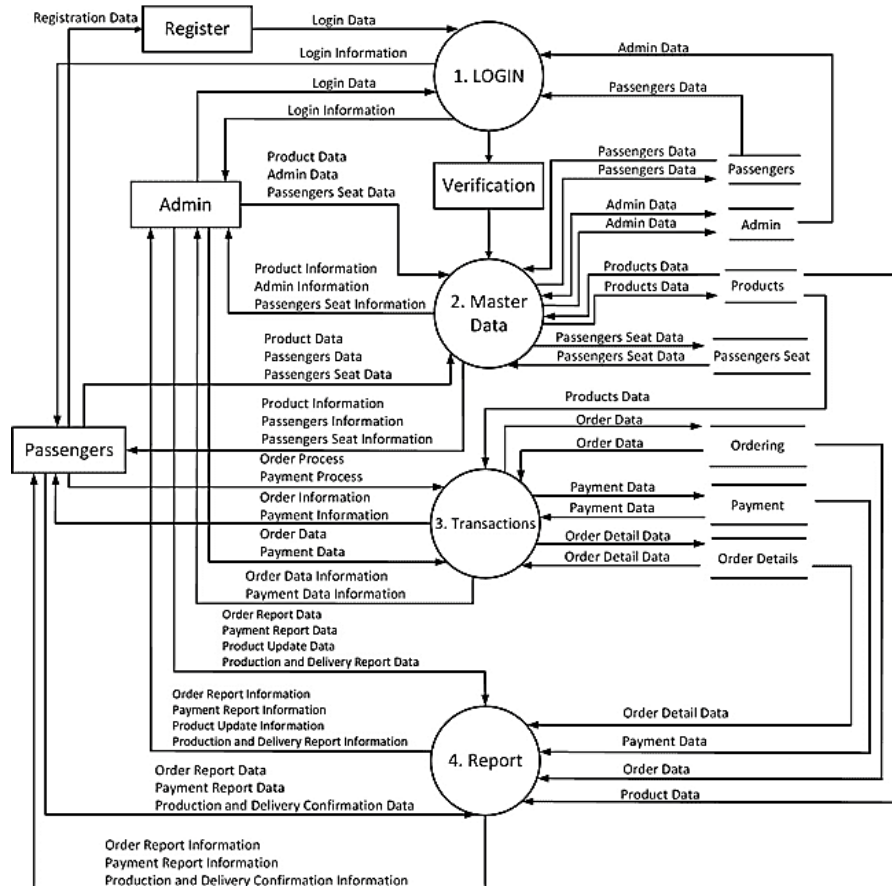 Registration Data
Register
Login Data
Login Information
1. LOGIN
Admin Data
Login Data
Passengers Data
Login Information
Product Data
Admin Data
Passengers Seat Data
Verification
Passengers Data
Passengers Data
Passengers
Admin
Admin Data
Admin Data
Admin
Product Information
Admin Information
Passengers Seat Information
2. Master
Data
Products Data
Products Data
Products
Product Data
Passengers Data
Passengers Seat Data
Passengers Seat Data
Passengers Seat Data
Passengers Seat
Product Information
Passengers Information
Passengers Seat Information
Products Data
Order Data
Order Data
Ordering
Passengers
Order Process
Payment Process
Order Information
Payment Information
Order Data
Payment Data
3. Transactions
Payment Data
Payment Data
Payment
Order Detail Data
Order Detail Data
Order Details
Order Data Information
Payment Data Information
Order Report Data
Payment Report Data
Product Update Data
Production and Delivery Report Data
Order Report Information
Payment Report Information
Product Update Information
Production and Delivery Report Information
4. Report
Order Detail Data
Payment Data
Order Data
Product Data
Order Report Data
Payment Report Data
Production and Delivery Confirmation Data
Order Report Information
Payment Report Information
Production and Delivery Confirmation Information